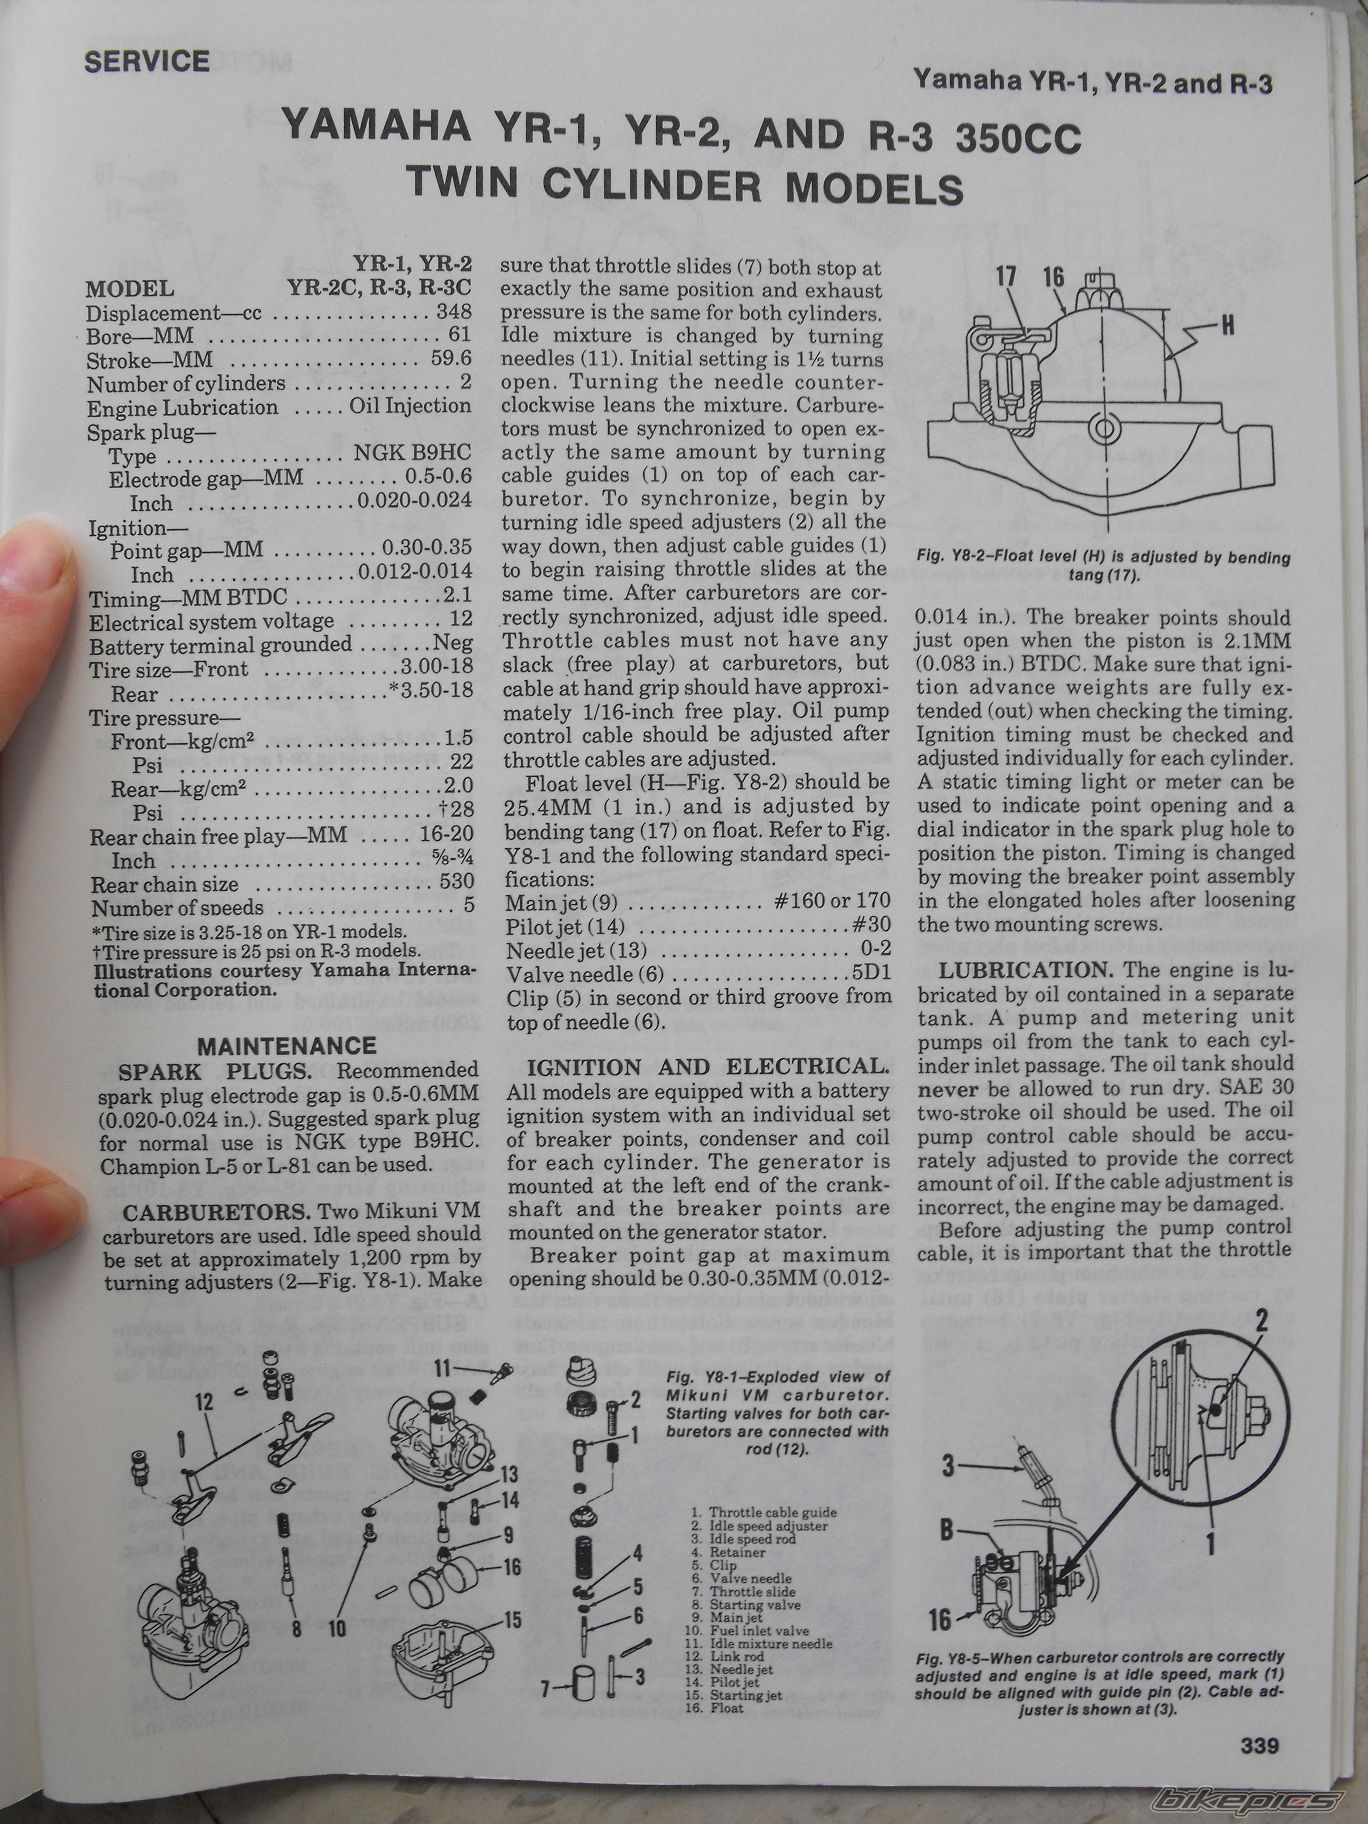 SERVICE
Yamaha YR-1, YR-2 and R-3
YAMAHA YR-1, YR-2, AND R-3 350CC
TWIN CYLINDER MODELS
YR-1, YR-2
MODEL YR-2C, R-3, R-3C
Displacement—cc ............... 348
Bore—MM ....................... 61
Stroke—MM ................... 59.6
Number of cylinders ............... 2
Engine Lubrication ..... Oil Injection
Spark plug—
Type ................. NGK B9HC
Electrode gap—MM ........ 0.5-0.6
Inch ................ 0.020-0.024
Ignition—
Point gap—MM .......... 0.30-0.35
Inch ................ 0.012-0.014
Timing—MM BTDC ............... 2.1
Electrical system voltage ......... 12
Battery terminal grounded ....... Neg
Tire size—Front ............. 3.00-18
Rear ...................... *3.50-18
Tire pressure—
Front—kg/cm² .................. 1.5
Psi .......................... 22
Rear—kg/cm² ................... 2.0
Psi ......................... †28
Rear chain free play—MM ..... 16-20
Inch ......................... ⅝-¾
Rear chain size ................. 530
Number of speeds .................. 5
*Tire size is 3.25-18 on YR-1 models.
†Tire pressure is 25 psi on R-3 models.
Illustrations courtesy Yamaha Interna-
tional Corporation.
MAINTENANCE
SPARK PLUGS. Recommended
spark plug electrode gap is 0.5-0.6MM
(0.020-0.024 in.). Suggested spark plug
for normal use is NGK type B9HC.
Champion L-5 or L-81 can be used.
CARBURETORS. Two Mikuni VM
carburetors are used. Idle speed should
be set at approximately 1,200 rpm by
turning adjusters (2—Fig. Y8-1). Make
sure that throttle slides (7) both stop at
exactly the same position and exhaust
pressure is the same for both cylinders.
Idle mixture is changed by turning
needles (11). Initial setting is 1½ turns
open. Turning the needle counter-
clockwise leans the mixture. Carbure-
tors must be synchronized to open ex-
actly the same amount by turning
cable guides (1) on top of each car-
buretor. To synchronize, begin by
turning idle speed adjusters (2) all the
way down, then adjust cable guides (1)
to begin raising throttle slides at the
same time. After carburetors are cor-
rectly synchronized, adjust idle speed.
Throttle cables must not have any
slack (free play) at carburetors, but
cable at hand grip should have approxi-
mately 1/16-inch free play. Oil pump
control cable should be adjusted after
throttle cables are adjusted.
Float level (H—Fig. Y8-2) should be
25.4MM (1 in.) and is adjusted by
bending tang (17) on float. Refer to Fig.
Y8-1 and the following standard speci-
fications:
Main jet (9) ............. #160 or 170
Pilot jet (14) ..................... #30
Needle jet (13) ................... 0-2
Valve needle (6) ................. 5D1
Clip (5) in second or third groove from
top of needle (6).
IGNITION AND ELECTRICAL.
All models are equipped with a battery
ignition system with an individual set
of breaker points, condenser and coil
for each cylinder. The generator is
mounted at the left end of the crank-
shaft and the breaker points are
mounted on the generator stator.
Breaker point gap at maximum
opening should be 0.30-0.35MM (0.012-
17 16
H
Fig. Y8-2–Float level (H) is adjusted by bending
tang (17).
0.014 in.). The breaker points should
just open when the piston is 2.1MM
(0.083 in.) BTDC. Make sure that igni-
tion advance weights are fully ex-
tended (out) when checking the timing.
Ignition timing must be checked and
adjusted individually for each cylinder.
A static timing light or meter can be
used to indicate point opening and a
dial indicator in the spark plug hole to
position the piston. Timing is changed
by moving the breaker point assembly
in the elongated holes after loosening
the two mounting screws.
LUBRICATION. The engine is lu-
bricated by oil contained in a separate
tank. A pump and metering unit
pumps oil from the tank to each cyl-
inder inlet passage. The oil tank should
never be allowed to run dry. SAE 30
two-stroke oil should be used. The oil
pump control cable should be accu-
rately adjusted to provide the correct
amount of oil. If the cable adjustment is
incorrect, the engine may be damaged.
Before adjusting the pump control
cable, it is important that the throttle
12
11
13
14
9
16
15
8
10
2
1
4
5
6
3
7
Fig. Y8-1–Exploded view of
Mikuni VM carburetor.
Starting valves for both car-
buretors are connected with
rod (12).
1. Throttle cable guide
2. Idle speed adjuster
3. Idle speed rod
4. Retainer
5. Clip
6. Valve needle
7. Throttle slide
8. Starting valve
9. Main jet
10. Fuel inlet valve
11. Idle mixture needle
12. Link rod
13. Needle jet
14. Pilot jet
15. Starting jet
16. Float
2
3
B
1
16
Fig. Y8-5–When carburetor controls are correctly
adjusted and engine is at idle speed, mark (1)
should be aligned with guide pin (2). Cable ad-
juster is shown at (3).
339
bikepics